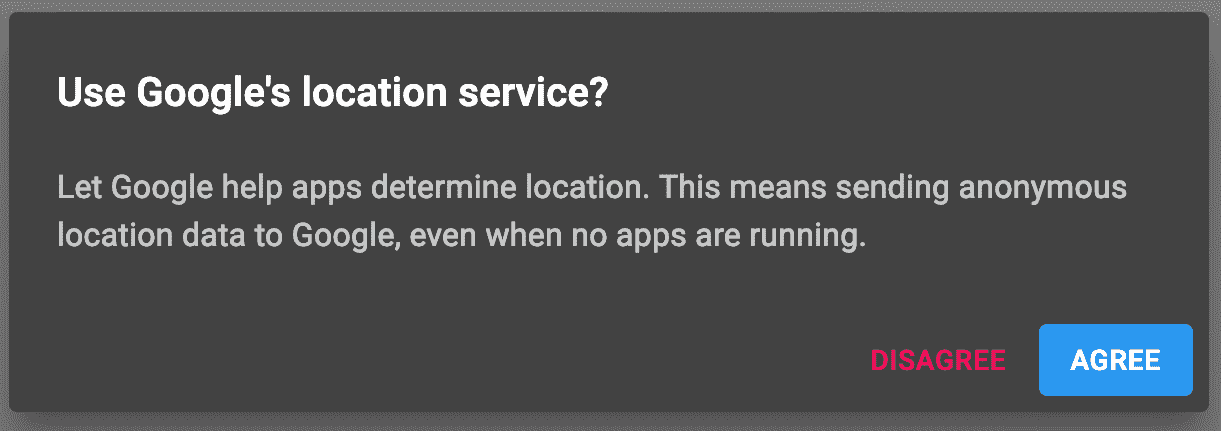 Use Google's location service?
Let Google help apps determine location. This means sending anonymous
location data to Google, even when no apps are running.
DISAGREE
AGREE